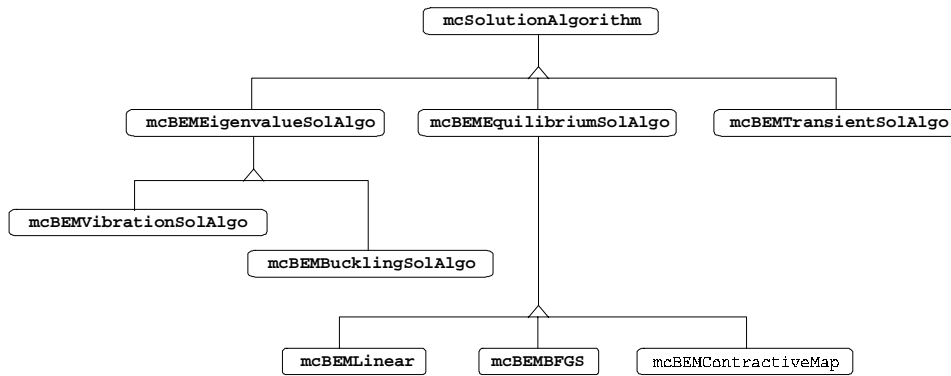 mcSolutionAlgorithm
mcBEMEigenvalueSolAlgo
mcBEMEquilibriumSolAlgo
mcBEMTransientSolAlgo
mcBEMVibrationSolAlgo
mcBEMBucklingSolAlgo
mcBEMLinear
mcBEMBFGS
mcBEMContractiveMap